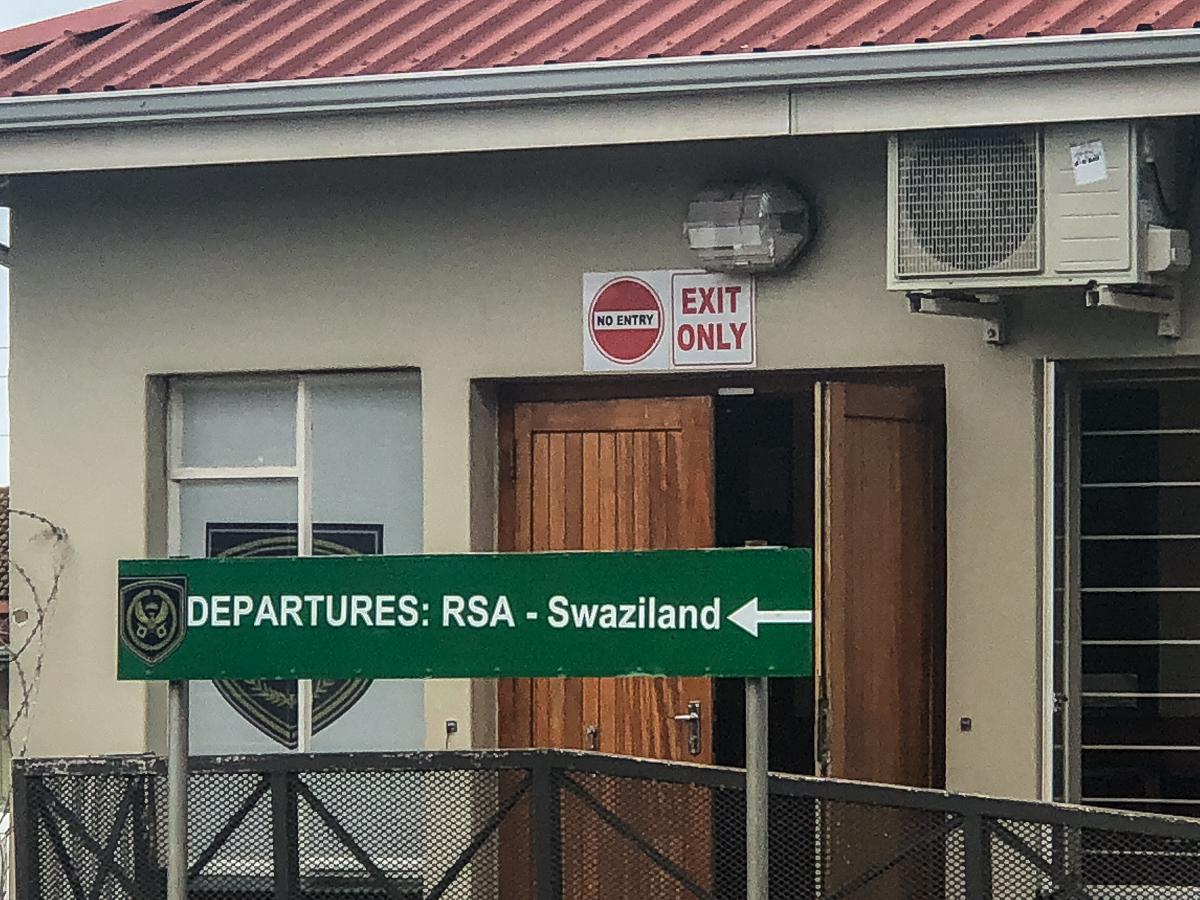 NO ENTRY
EXIT
ONLY
DEPARTURES: RSA - Swaziland